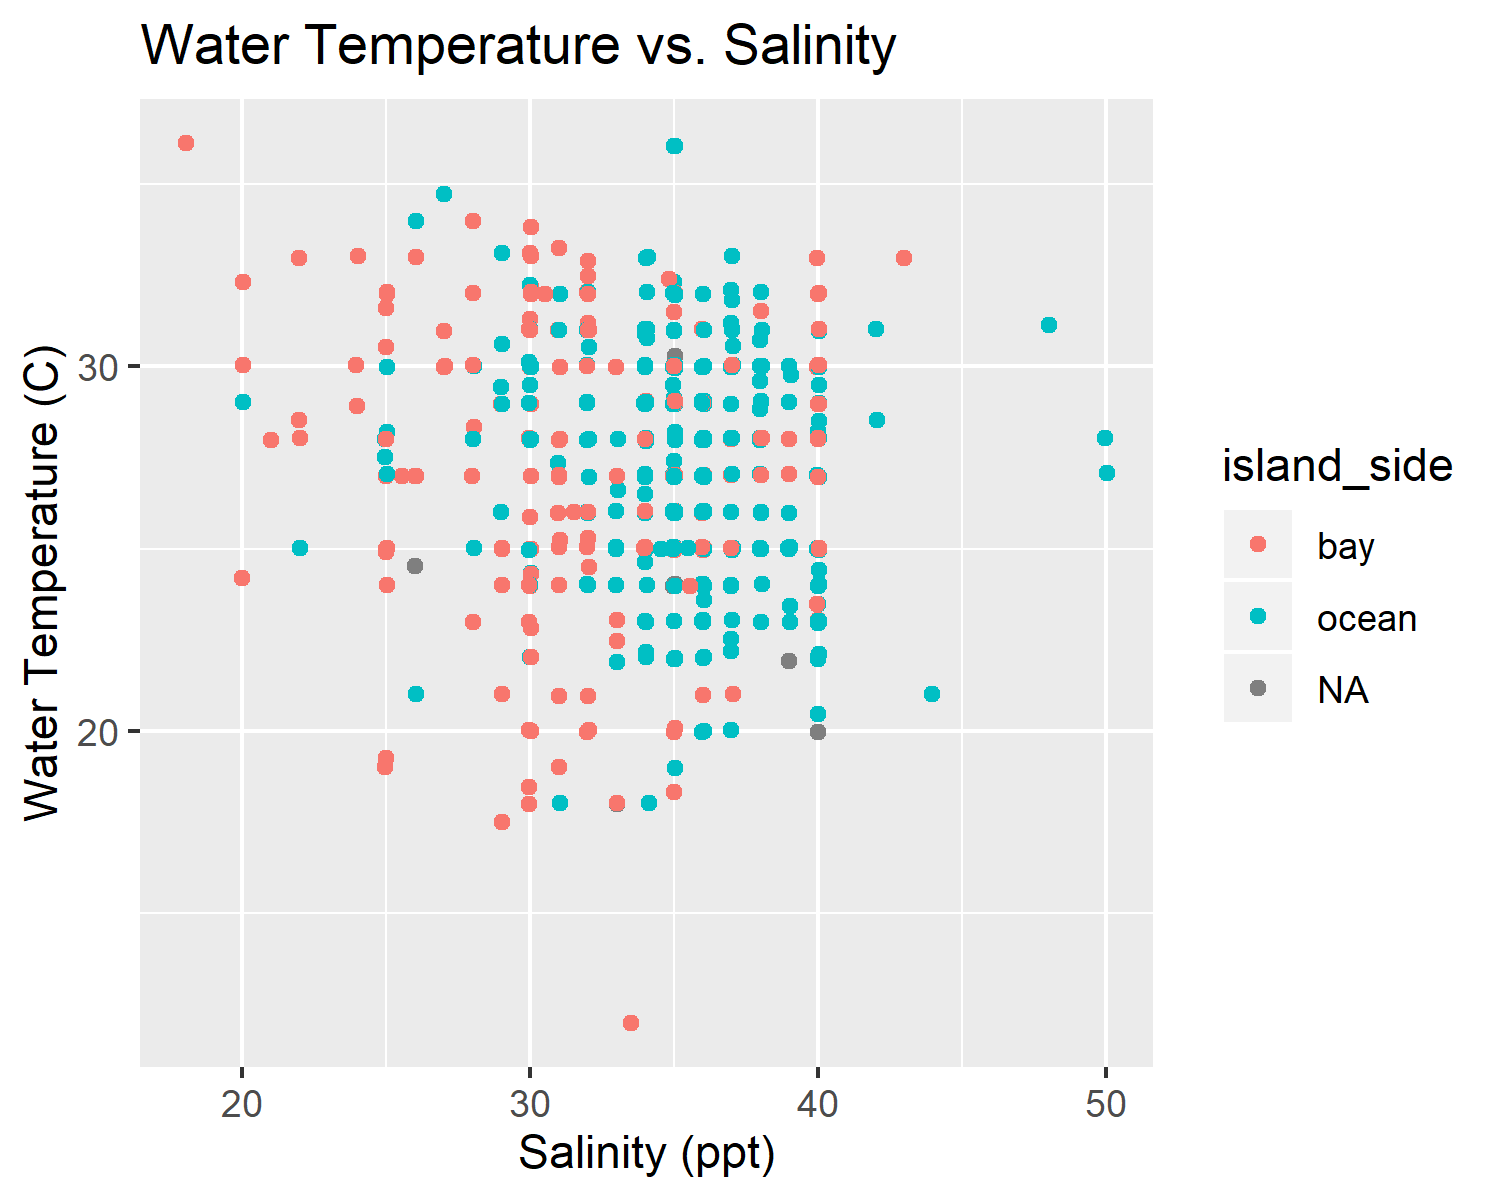 Water Temperature vs. Salinity
Water Temperature (C)
30
20
20 30 40 50
Salinity (ppt)
island_side
bay
ocean
NA